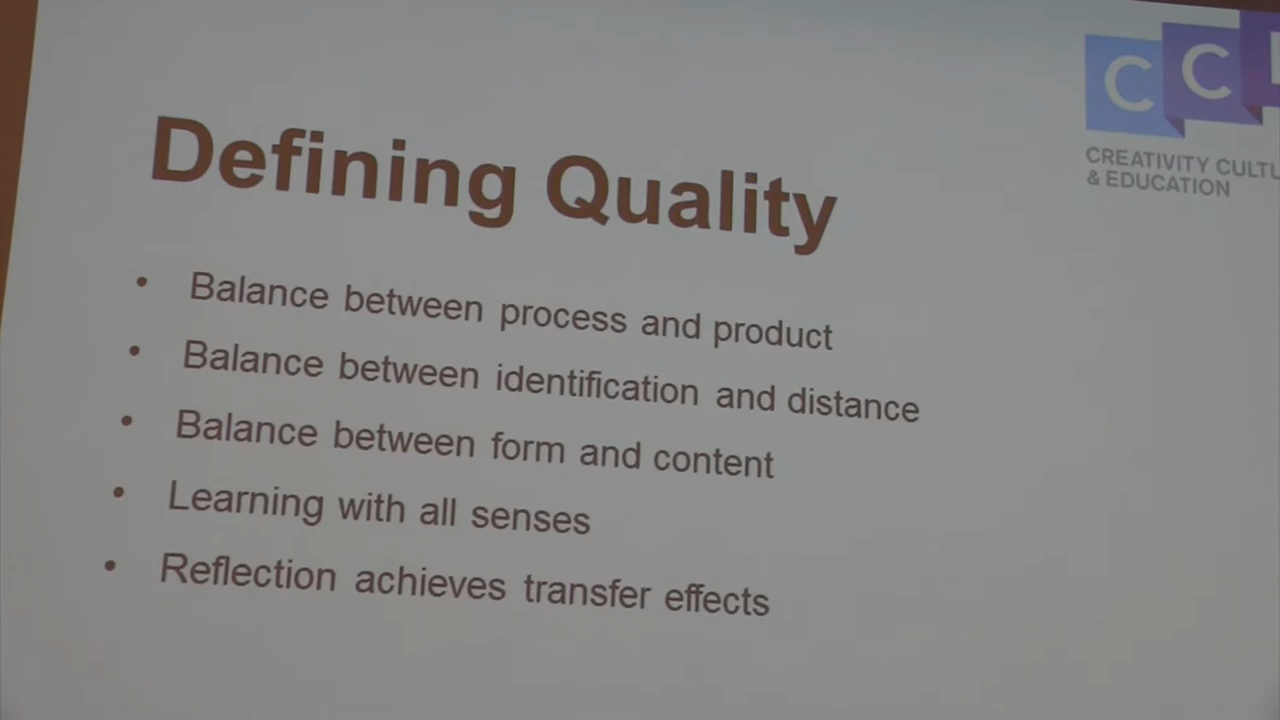 CC
CREATIVITY CULTU
& EDUCATION
Defining Quality
• Balance between process and product
• Balance between identification and distance
• Balance between form and content
• Learning with all senses
• Reflection achieves transfer effects